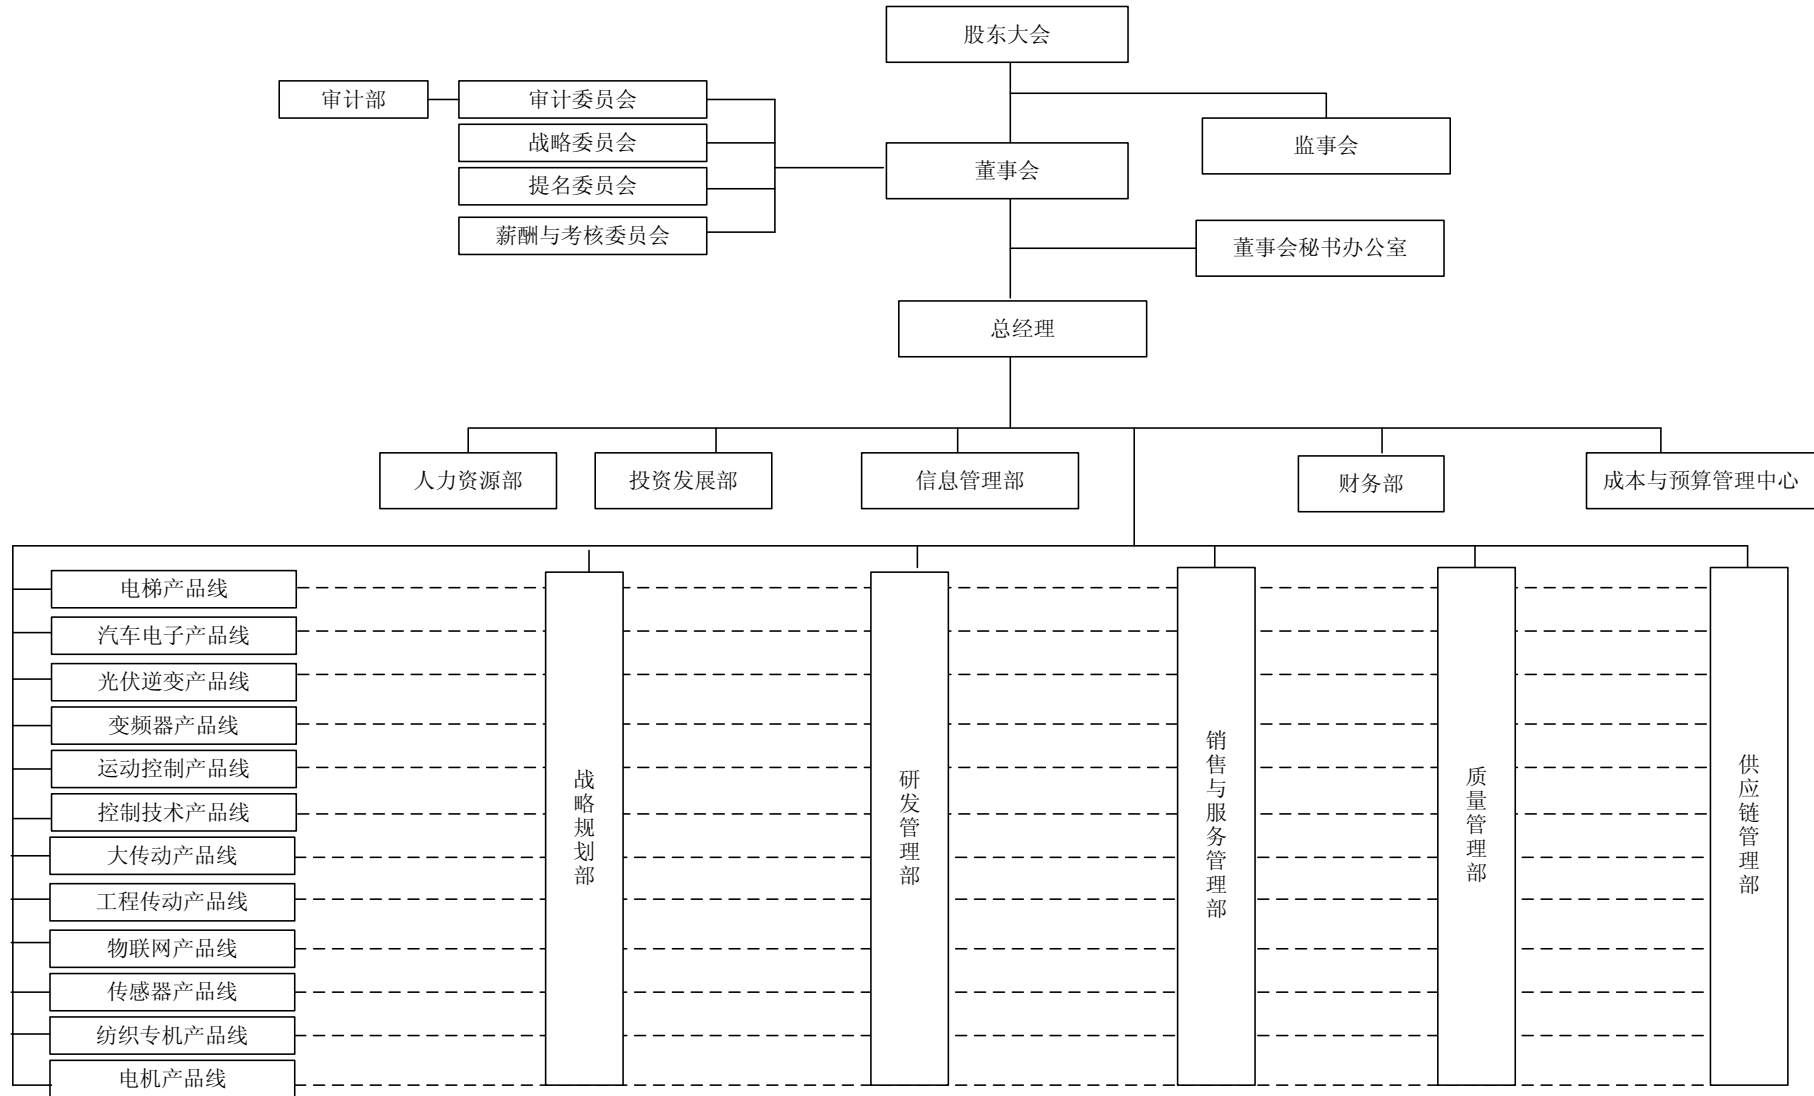 股东大会
审计部
审计委员会
战略委员会
提名委员会
薪酬与考核委员会
监事会
董事会
董事会秘书办公室
总经理
人力资源部
投资发展部
信息管理部
财务部
成本与预算管理中心
电梯产品线
汽车电子产品线
光伏逆变产品线
变频器产品线
运动控制产品线
控制技术产品线
大传动产品线
工程传动产品线
物联网产品线
传感器产品线
纺织专机产品线
电机产品线
战略规划部
研发管理部
销售与服务管理部
质量管理部
供应链管理部